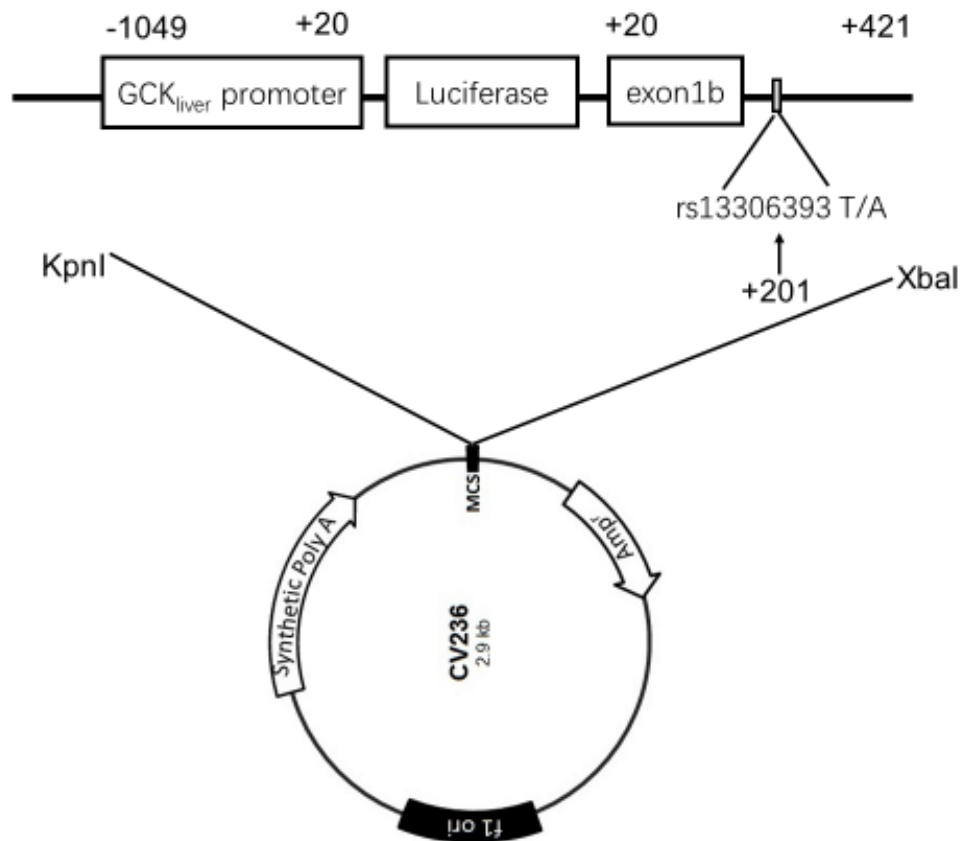 -1049 +20 +20 +421
GCKliver promoter Luciferase exon1b
rs13306393 T/A
+201
KpnI XbaI
MCS
Synthetic Poly A
Ampr
CV236
2.9 kb
f1 ori